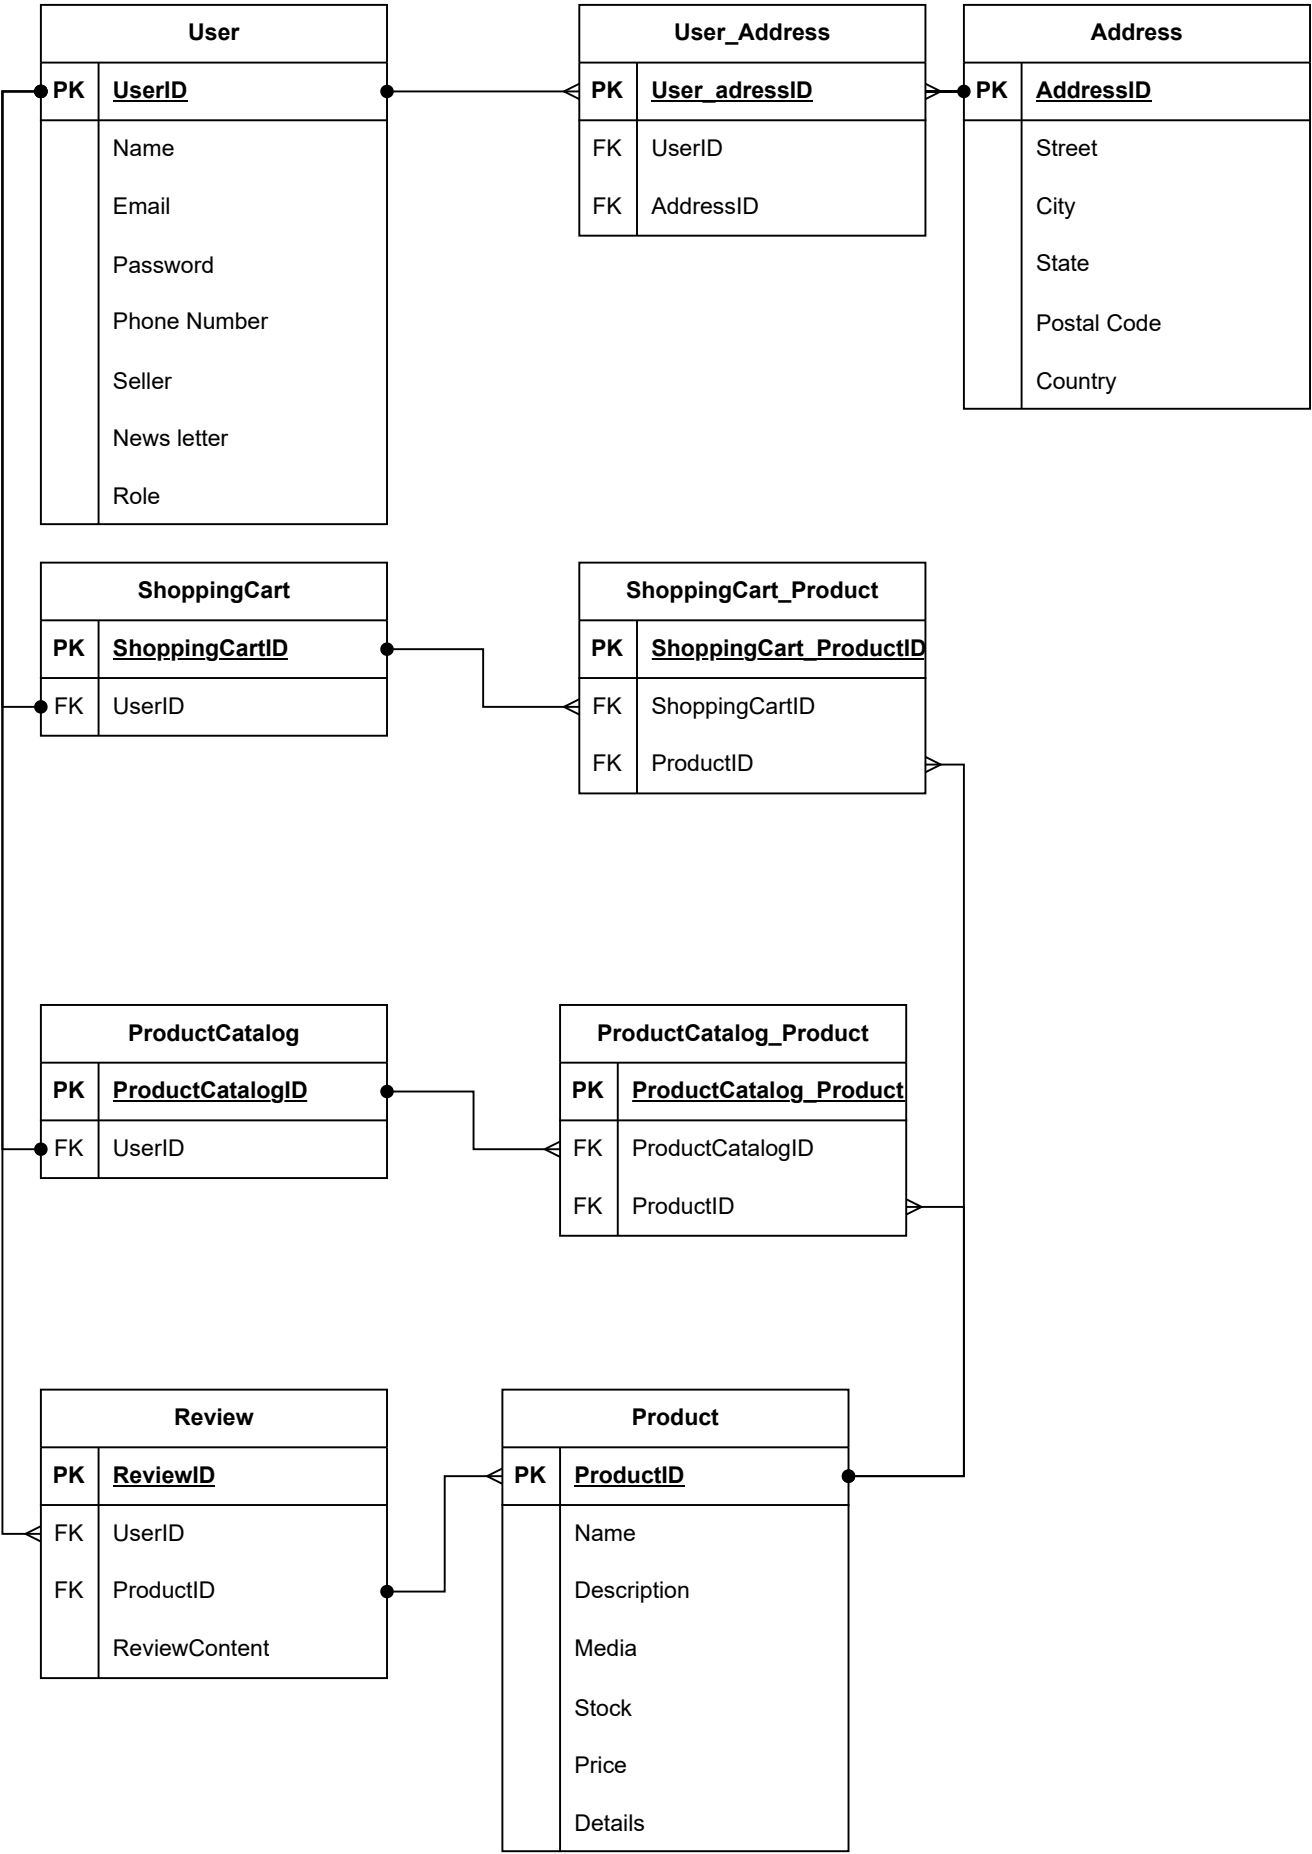 User
PK UserID
Name
Email
Password
Phone Number
Seller
News letter
Role
User_Address
PK User_adressID
FK UserID
FK AddressID
Address
PK AddressID
Street
City
State
Postal Code
Country
ShoppingCart
PK ShoppingCartID
FK UserID
ShoppingCart_Product
PK ShoppingCart_ProductID
FK ShoppingCartID
FK ProductID
ProductCatalog
PK ProductCatalogID
FK UserID
ProductCatalog_Product
PK ProductCatalog_Product
FK ProductCatalogID
FK ProductID
Review
PK ReviewID
FK UserID
FK ProductID
ReviewContent
Product
PK ProductID
Name
Description
Media
Stock
Price
Details